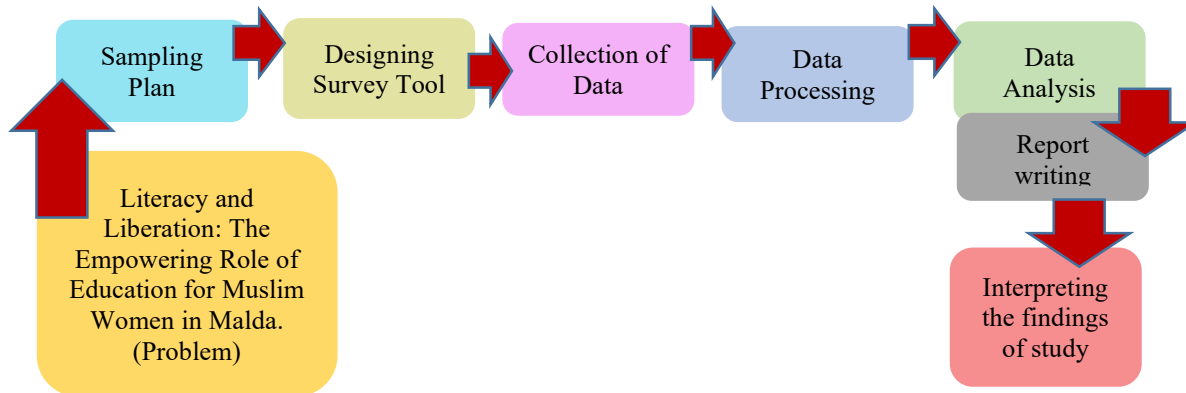 Sampling
Plan
Designing
Survey Tool
Collection of
Data
Data
Processing
Data
Analysis
Report
writing
Literacy and
Liberation: The
Empowering Role of
Education for Muslim
Women in Malda.
(Problem)
Interpreting
the findings
of study